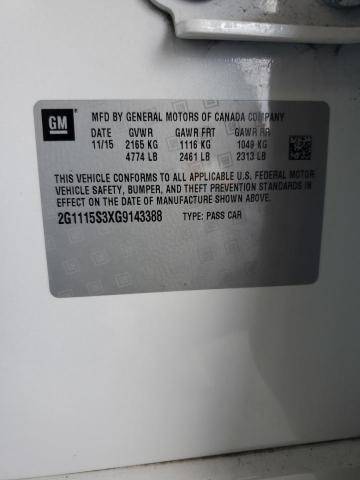 GM
MFD BY GENERAL MOTORS OF CANADA COMPANY
DATE GVWR GAWR FRT GAWR RR
11/15 2165 KG 1116 KG 1049 KG
4774 LB 2461 LB 2313 LB
THIS VEHICLE CONFORMS TO ALL APPLICABLE U.S. FEDERAL MOTOR
VEHICLE SAFETY, BUMPER, AND THEFT PREVENTION STANDARDS
IN EFFECT ON THE DATE OF MANUFACTURE SHOWN ABOVE.
2G1115S3XG9143388 TYPE: PASS CAR